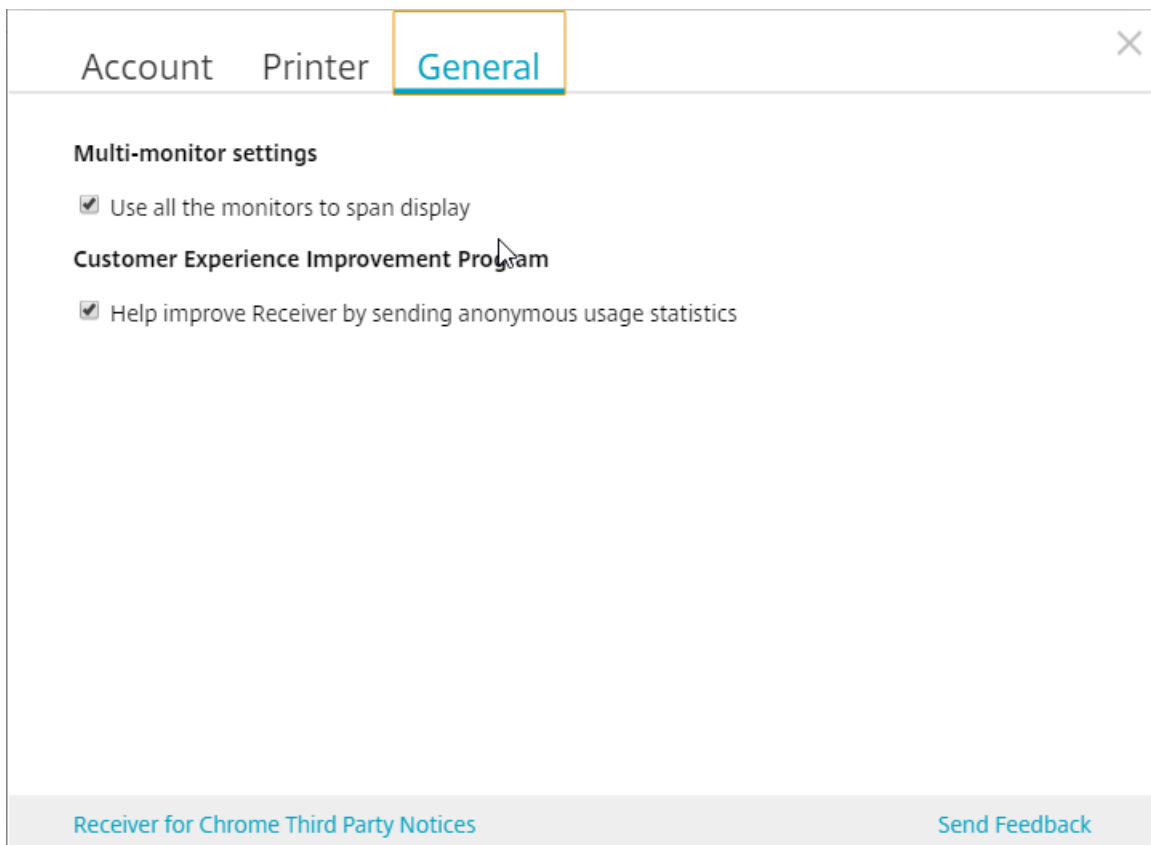 Account Printer General
Multi-monitor settings
Use all the monitors to span display
Customer Experience Improvement Program
Help improve Receiver by sending anonymous usage statistics
Receiver for Chrome Third Party Notices Send Feedback